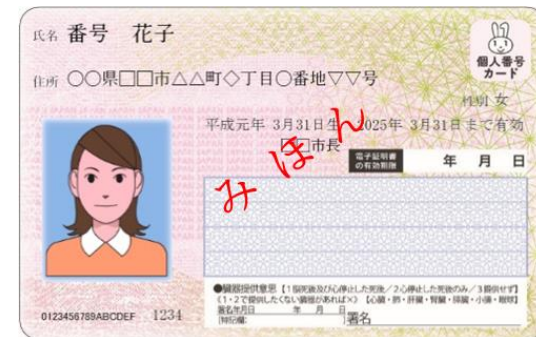 氏名 番号 花子
個人番号
カード
住所 ○○県□□市△△町◇丁目○番地▽▽号
性別 女
平成元年 3月31日生 2025年 3月31日まで有効
□□市長
みほん
電子証明書
の有効期限
年 月 日
●臓器提供意思【1 脳死後及び心停止した死後／2 心停止した死後のみ／3 提供せず】
《1・2で提供したくない臓器があれば×》【心臓・肺・肝臓・腎臓・膵臓・小腸・眼球】
署名年月日 年 月 日
[特記欄: ] 署名
0123456789ABCDEF 1234